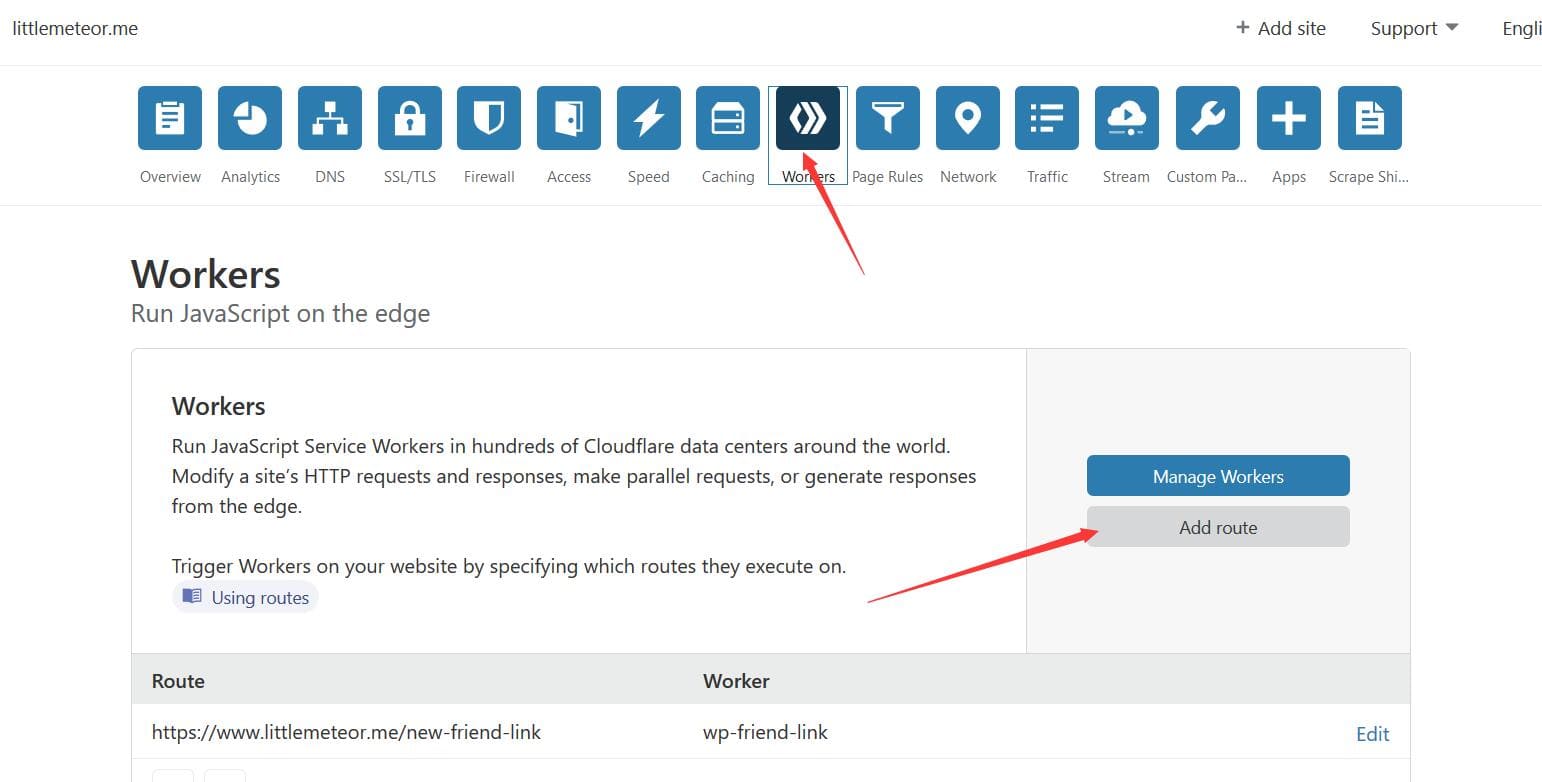 littlemeteor.me
+ Add site Support
Overview Analytics DNS SSL/TLS Firewall Access Speed Caching Workers Page Rules Network Traffic Stream Custom Pa... Apps Scrape Shi...
Workers
Run JavaScript on the edge
Workers
Run JavaScript Service Workers in hundreds of Cloudflare data centers around the world.
Modify a site’s HTTP requests and responses, make parallel requests, or generate responses
from the edge.
Manage Workers
Add route
Trigger Workers on your website by specifying which routes they execute on.
Using routes
Route Worker
https://www.littlemeteor.me/new-friend-link wp-friend-link Edit